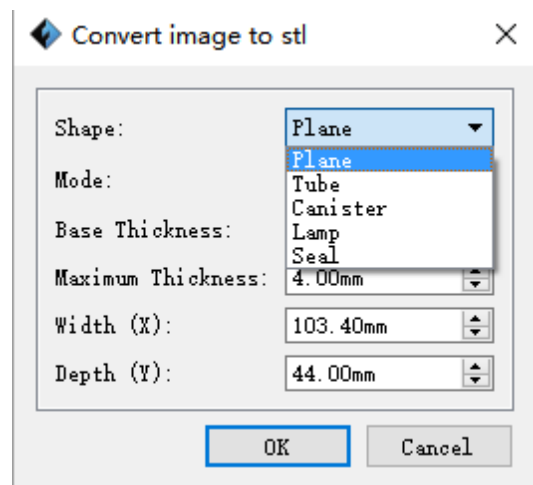 Convert image to stl
Shape: Plane
Plane
Mode: Tube
Canister
Base Thickness: Lamp
Seal
Maximum Thickness: 4.00mm
Width (X): 103.40mm
Depth (Y): 44.00mm
OK Cancel